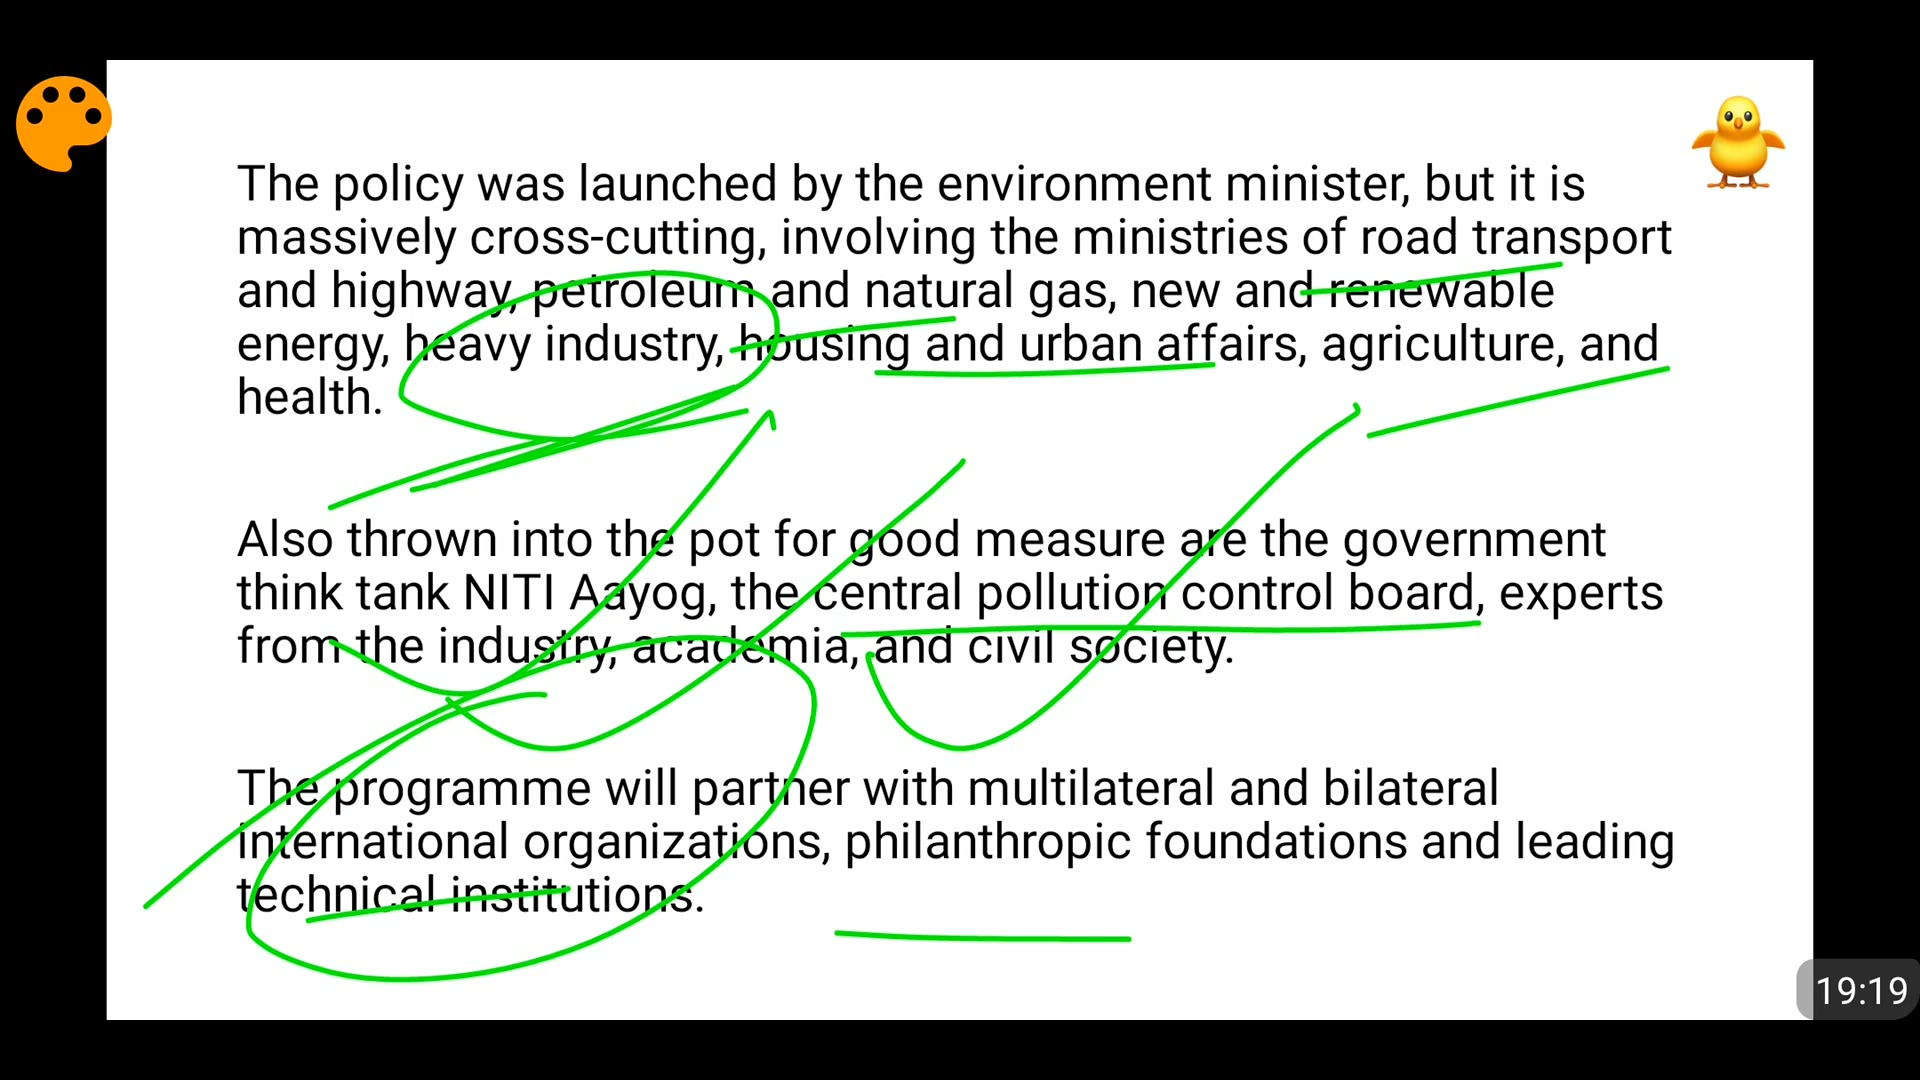 The policy was launched by the environment minister, but it is
massively cross-cutting, involving the ministries of road transport
and highway, petroleum and natural gas, new and renewable
energy, heavy industry, housing and urban affairs, agriculture, and
health.
Also thrown into the pot for good measure are the government
think tank NITI Aayog, the central pollution control board, experts
from the industry, academia, and civil society.
The programme will partner with multilateral and bilateral
international organizations, philanthropic foundations and leading
technical institutions.
19:19